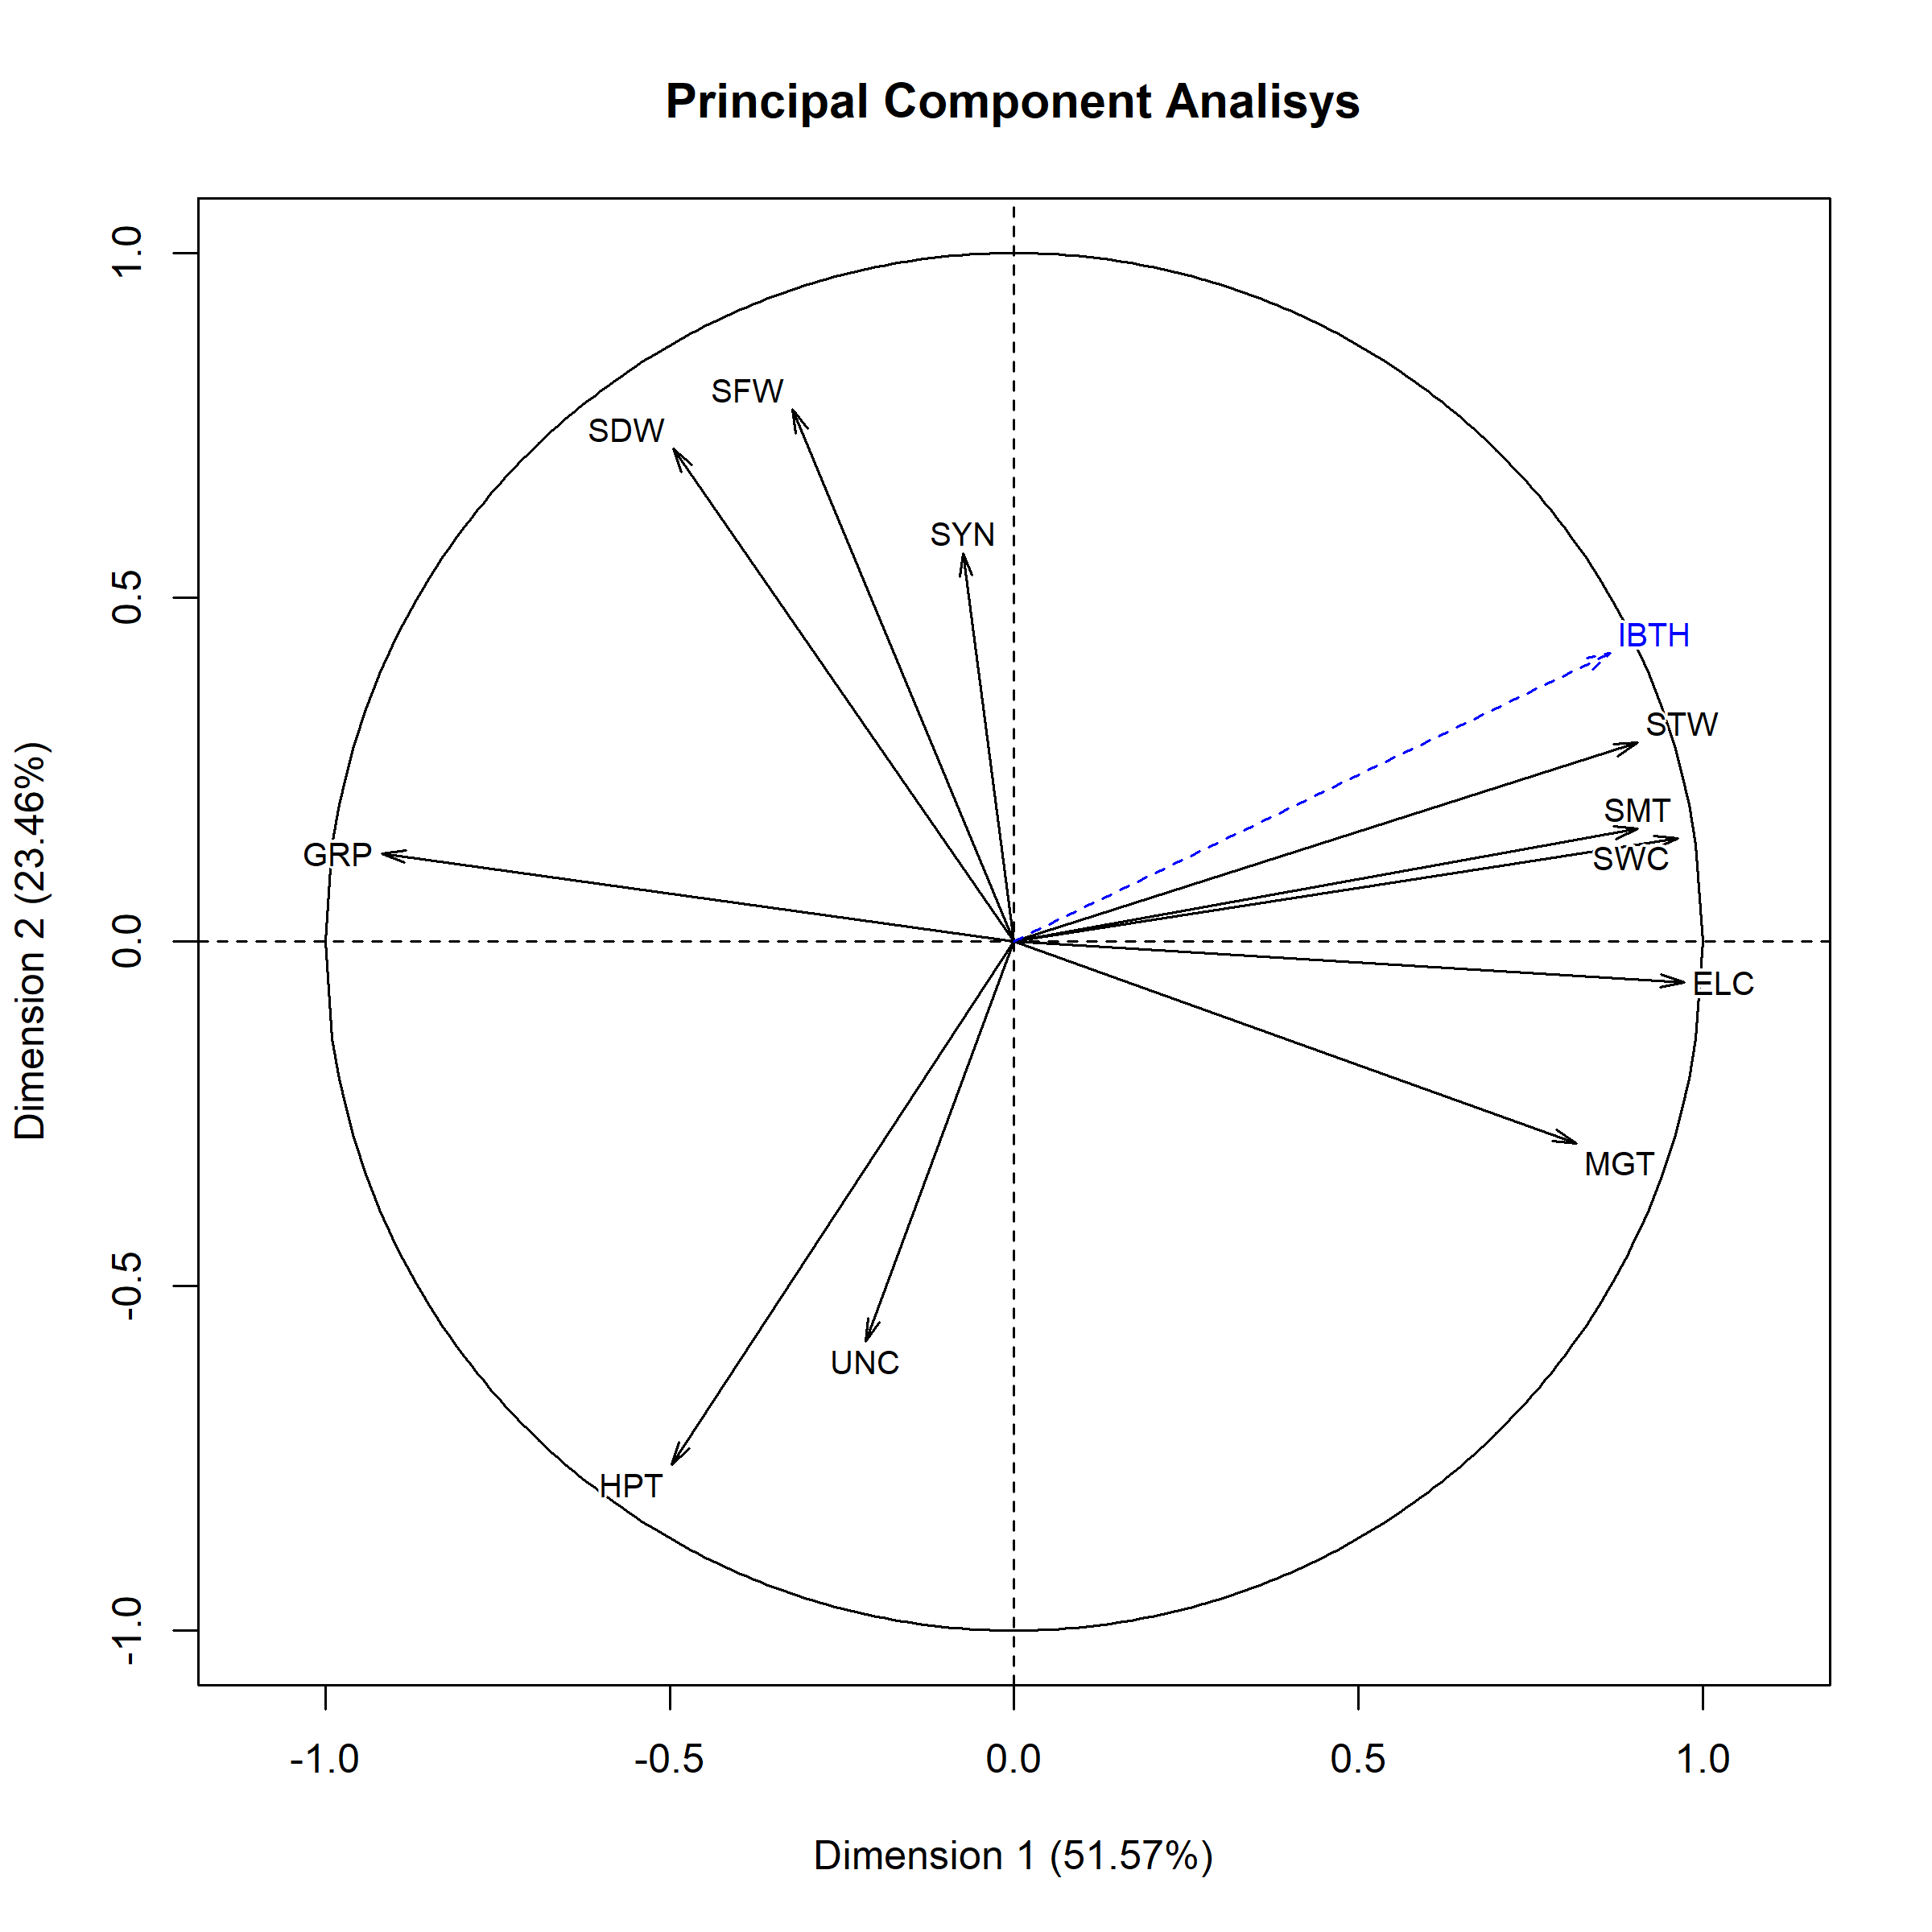 Principal Component Analisys
1.0
0.5
0.0
-0.5
-1.0
Dimension 2 (23.46%)
SFW
SDW
SYN
IBTH
STW
SMT
GRP
SWC
ELC
MGT
UNC
HPT
-1.0
-0.5
0.0
0.5
1.0
Dimension 1 (51.57%)